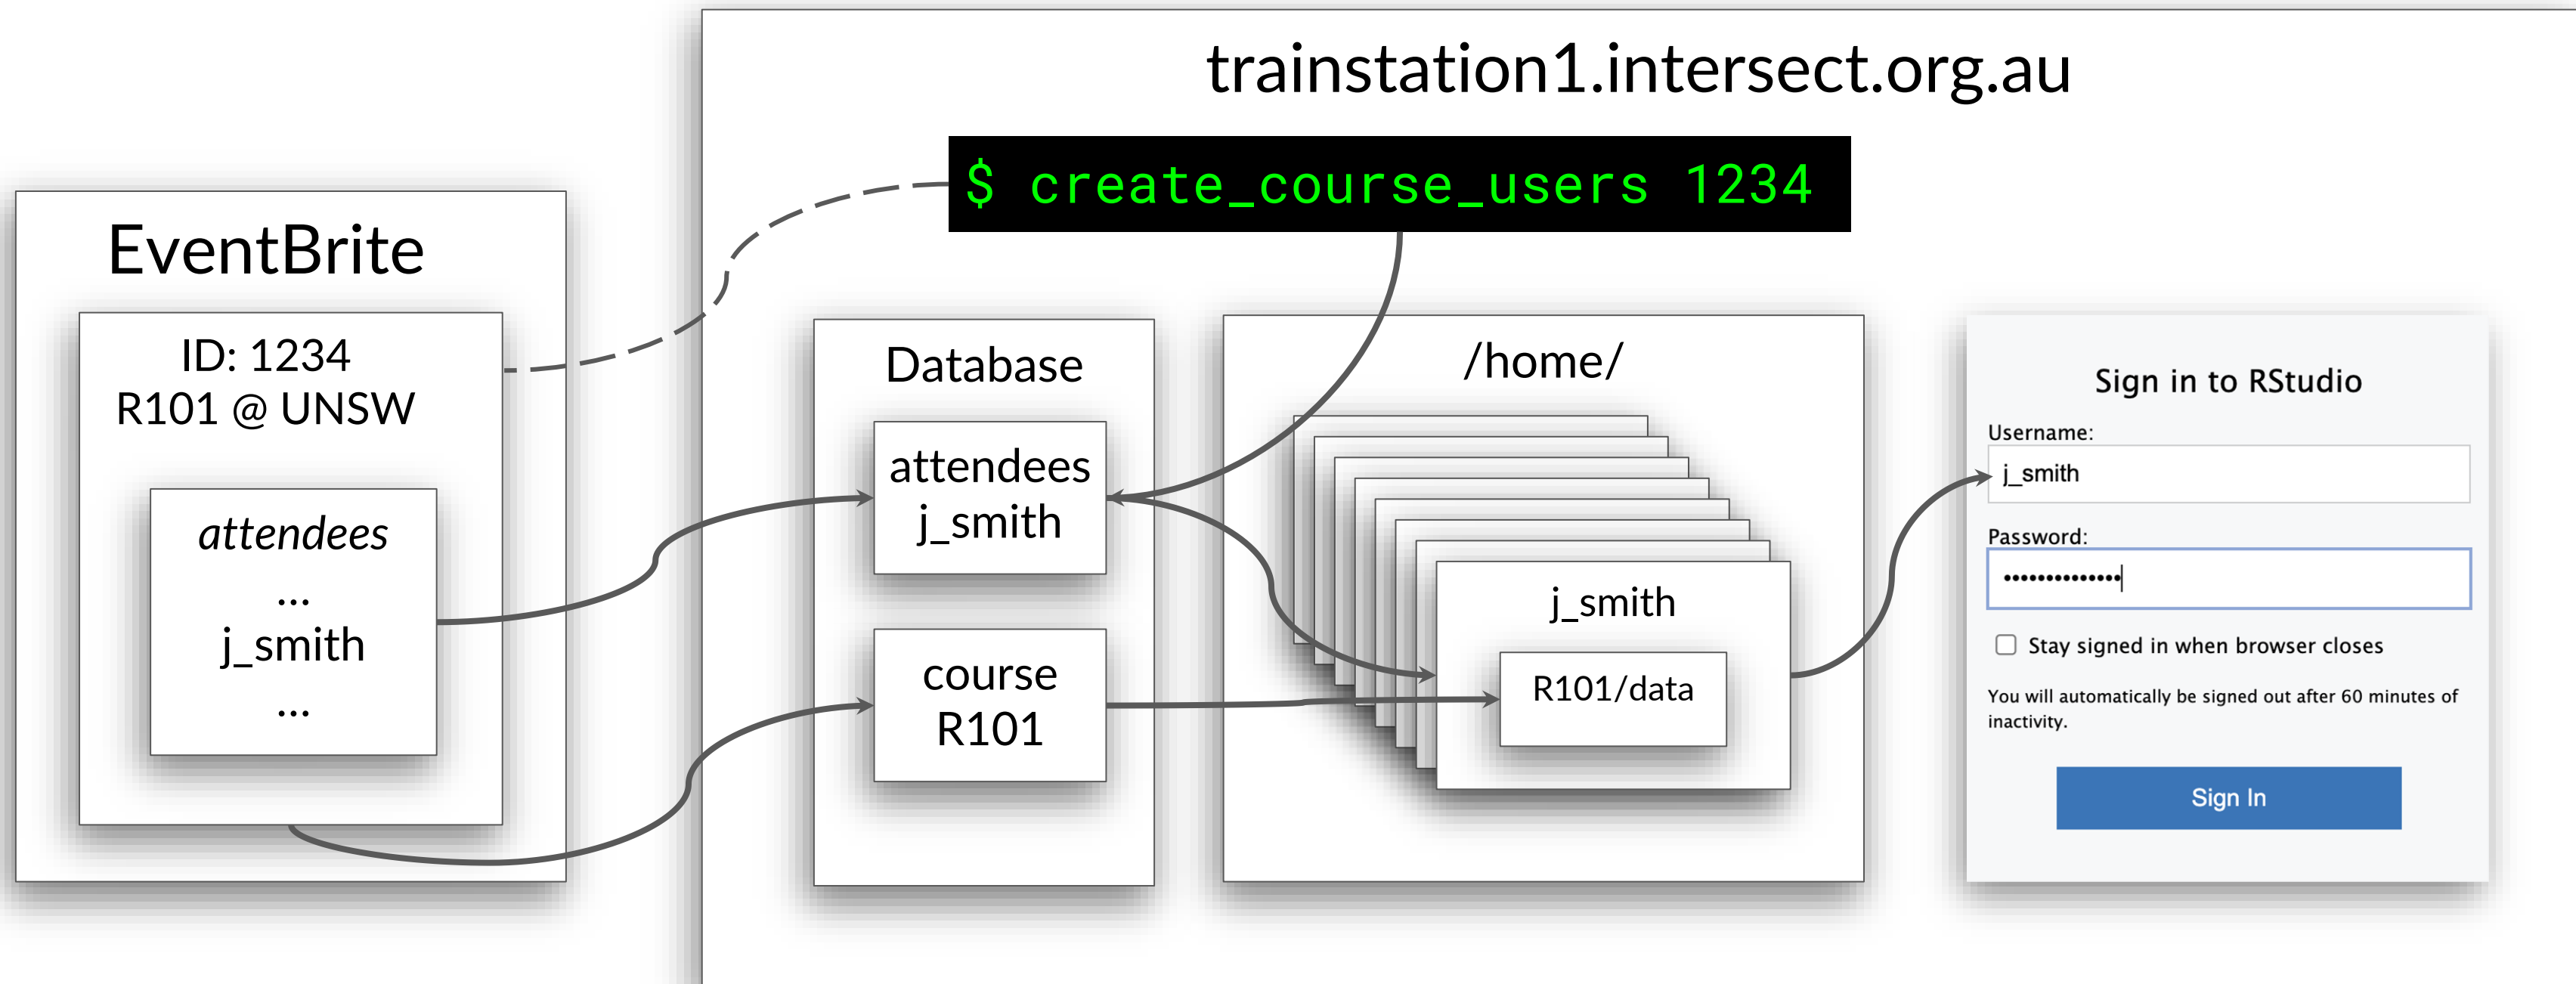 trainstation1.intersect.org.au
$ create_course_users 1234
EventBrite
ID: 1234
R101 @ UNSW
attendees
...
j_smith
...
Database
attendees
j_smith
course
R101
/home/
j_smith
R101/data
Sign in to RStudio
Username:
j_smith
Password:
••••••••••••••
Stay signed in when browser closes
You will automatically be signed out after 60 minutes of
inactivity.
Sign In